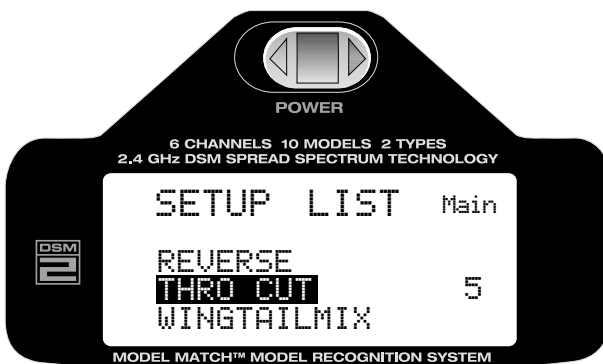 POWER
6 CHANNELS 10 MODELS 2 TYPES
2.4 GHz DSM SPREAD SPECTRUM TECHNOLOGY
SETUP LIST Main
DSM
2
REVERSE
THRO CUT 5
WINGTAILMIX
MODEL MATCH™ MODEL RECOGNITION SYSTEM